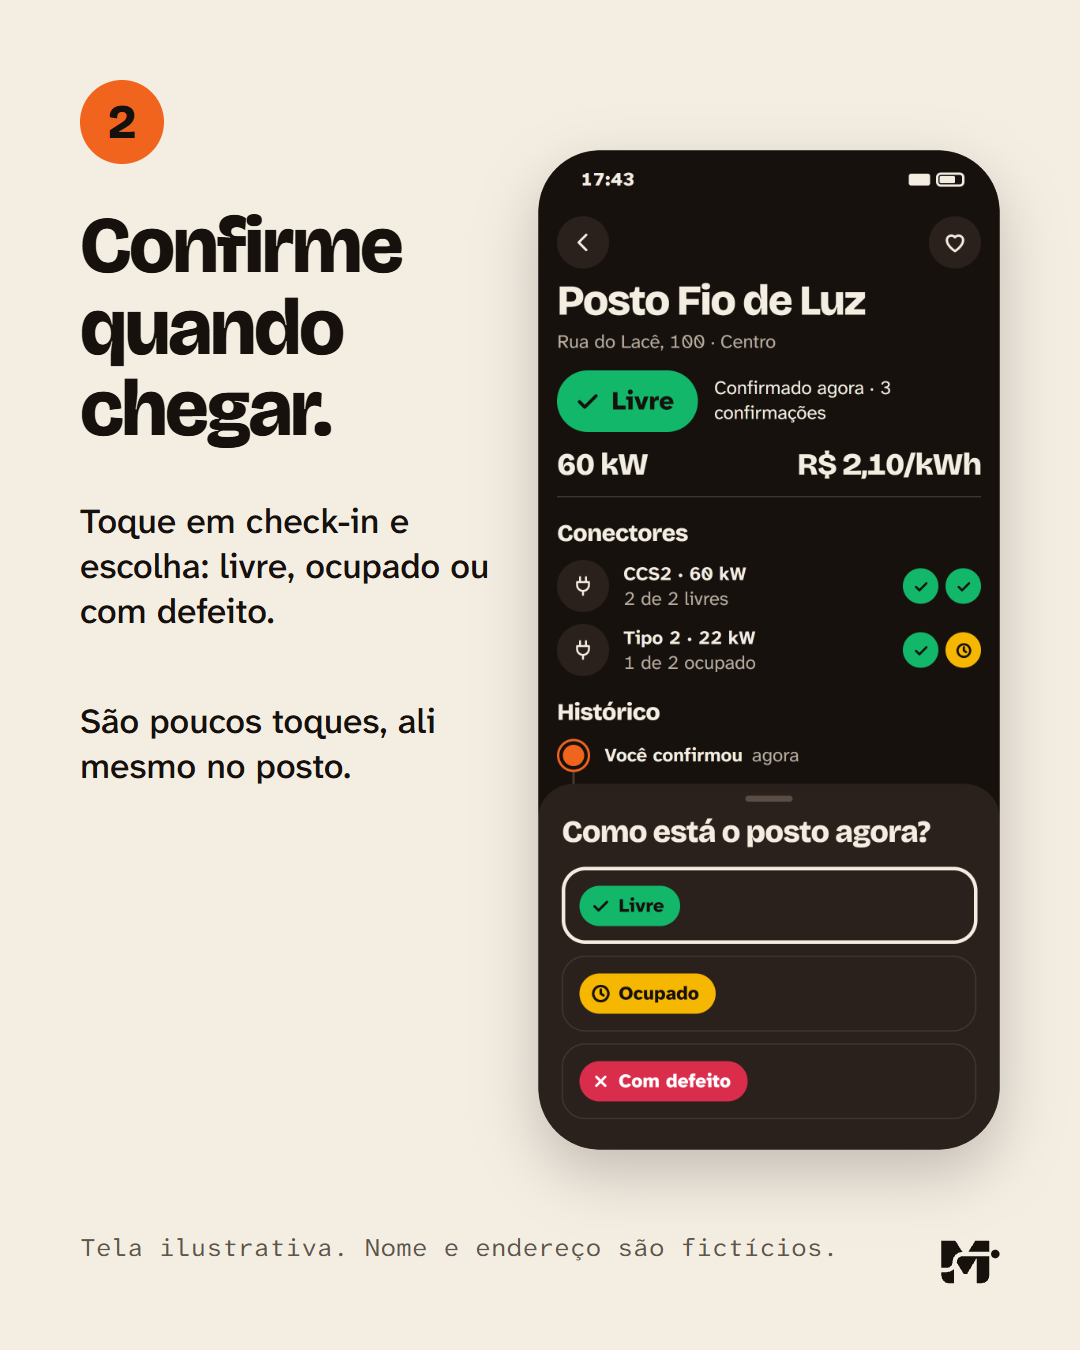 2
Confirme
quando
chegar.
Toque em check-in e
escolha: livre, ocupado ou
com defeito.
São poucos toques, ali
mesmo no posto.
17:43
Posto Fio de Luz
Rua do Lacê, 100 · Centro
Livre
Confirmado agora · 3
confirmações
60 kW
R$ 2,10/kWh
Conectores
CCS2 · 60 kW
2 de 2 livres
Tipo 2 · 22 kW
1 de 2 ocupado
Histórico
Você confirmou agora
Como está o posto agora?
Livre
Ocupado
Com defeito
Tela ilustrativa. Nome e endereço são fictícios.
M